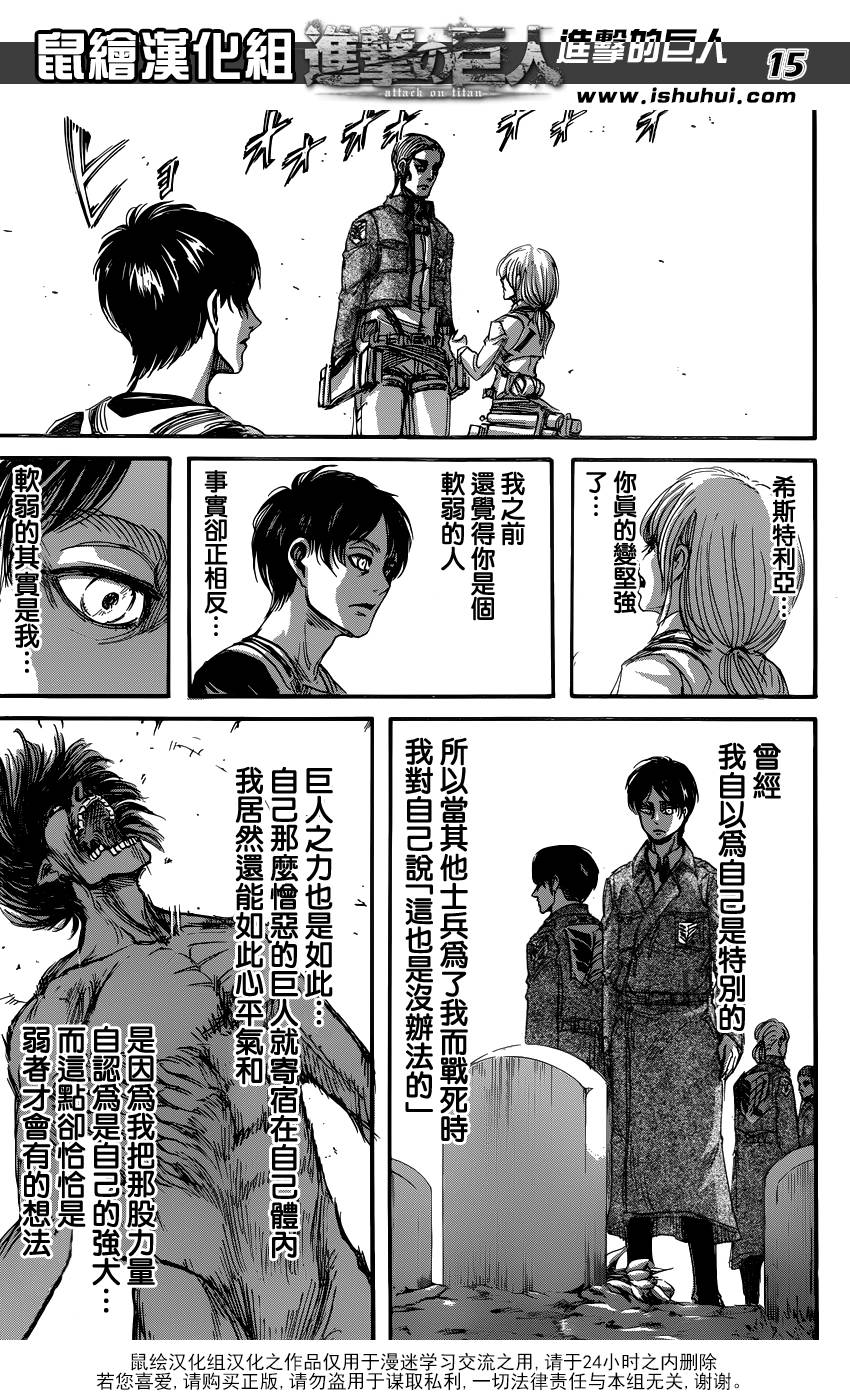 鼠繪漢化組
進撃の巨人
attack on titan
進擊的巨人
15
www.ishuhui.com
ヒ
ュ
オ
オ
オ
オ
オ
オ
希斯特利亞…
你真的變堅強
了…
我之前
還覺得你是個
軟弱的人
事實卻正相反…
軟弱的其實是我…
曾經
我自以為自己是特別的
所以當其他士兵為了我而戰死時
我對自己說「這也是沒辦法的」
巨人之力也是如此…
自己那麼憎惡的巨人就寄宿在自己體內
我居然還能如此心平氣和
是因為我把那股力量
自認為是自己的強大…
而這點卻恰恰是
弱者才會有的想法
鼠绘汉化组汉化之作品仅用于漫迷学习交流之用, 请于24小时之内删除
若您喜爱, 请购买正版, 请勿盗用于谋取私利, 一切法律责任与本组无关, 谢谢。